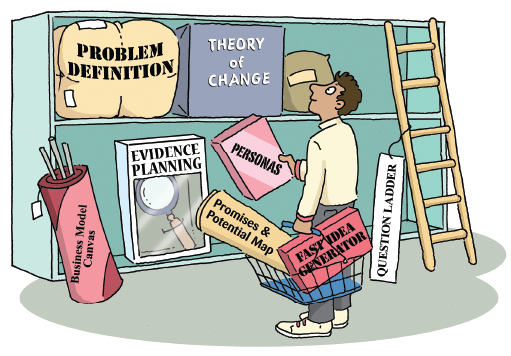 PROBLEM
DEFINITION
THEORY
of
CHANGE
EVIDENCE
PLANNING
PERSONAS
Business Model
Canvas
Promises &
Potential Map
FAST IDEA
GENERATOR
QUESTION LADDER